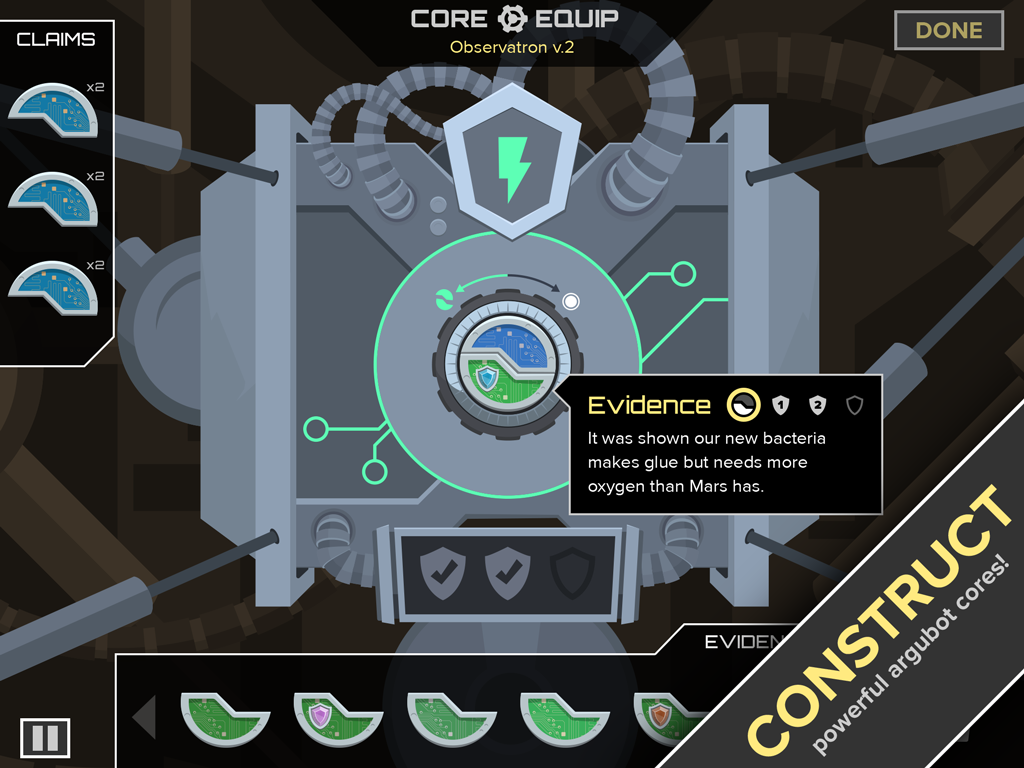 CORE EQUIP
Observatron v.2
DONE
CLAIMS
x2
x2
x2
Evidence 1 2
It was shown our new bacteria
makes glue but needs more
oxygen than Mars has.
EVIDEN
CONSTRUCT
powerful argubot cores!